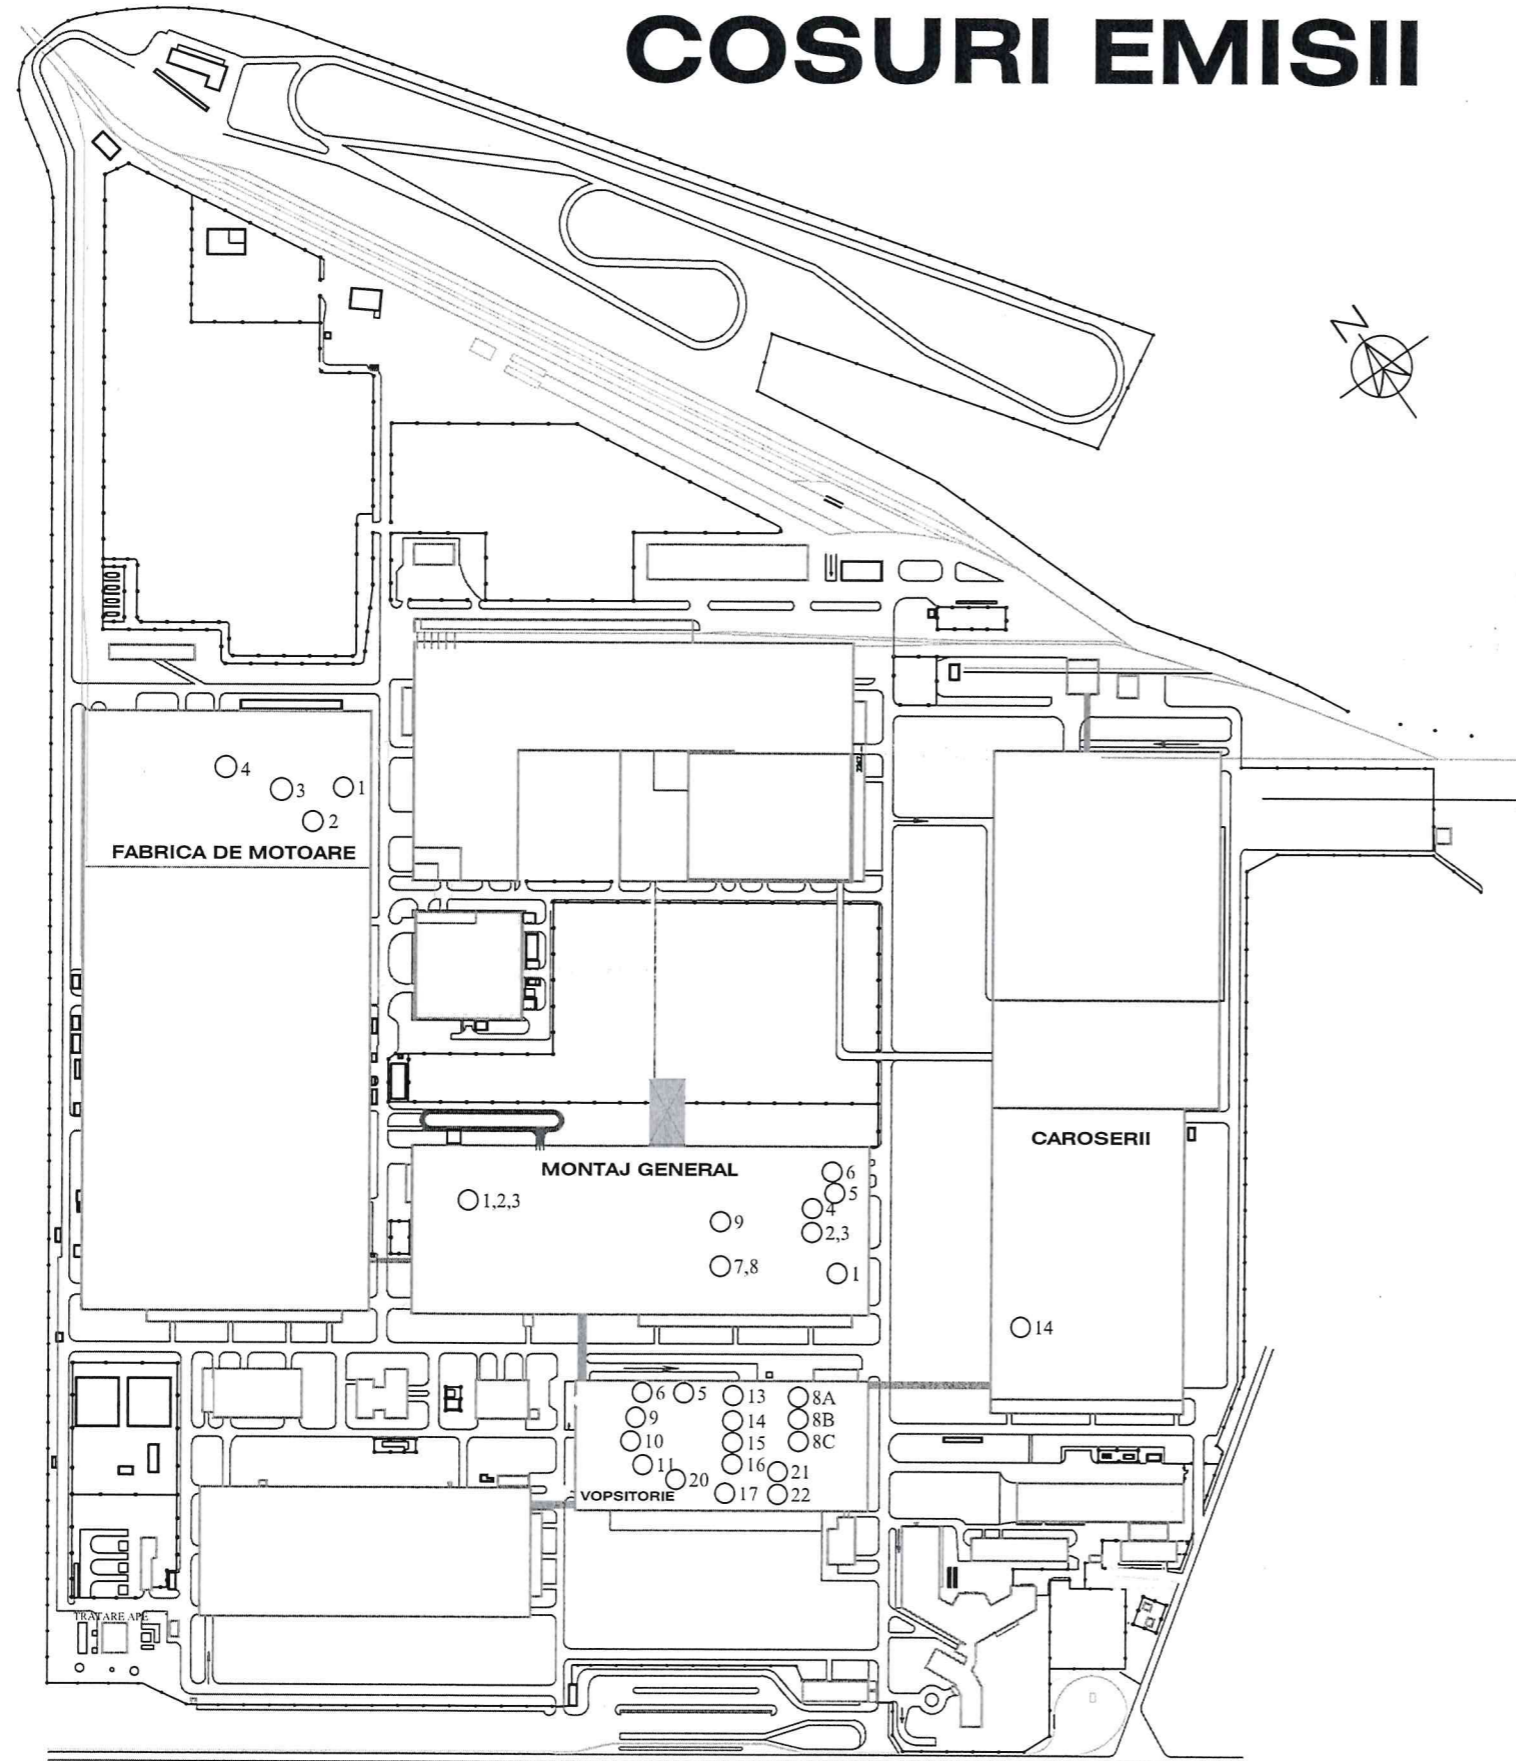 COSURI EMISII
N
4
3
1
2
FABRICA DE MOTOARE
CAROSERII
MONTAJ GENERAL
6
5
1,2,3
4
9
2,3
7,8
1
14
6
5
13
8A
9
14
8B
10
15
8C
11
16
21
20
VOPSITORIE
17
22
TRATARE APE